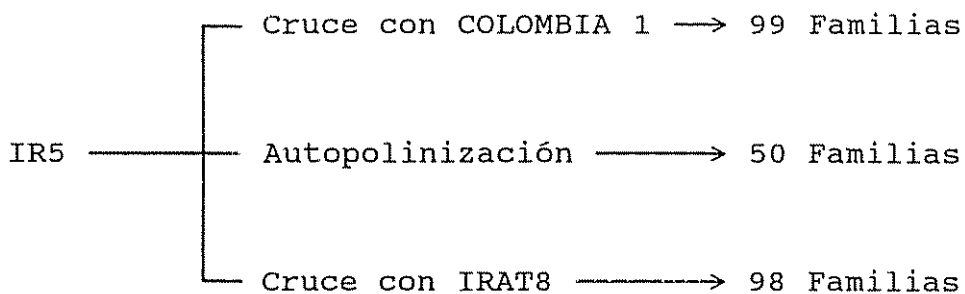 Cruce con COLOMBIA 1 → 99 Familias
IR5 Autopolinización → 50 Familias
Cruce con IRAT8 → 98 Familias